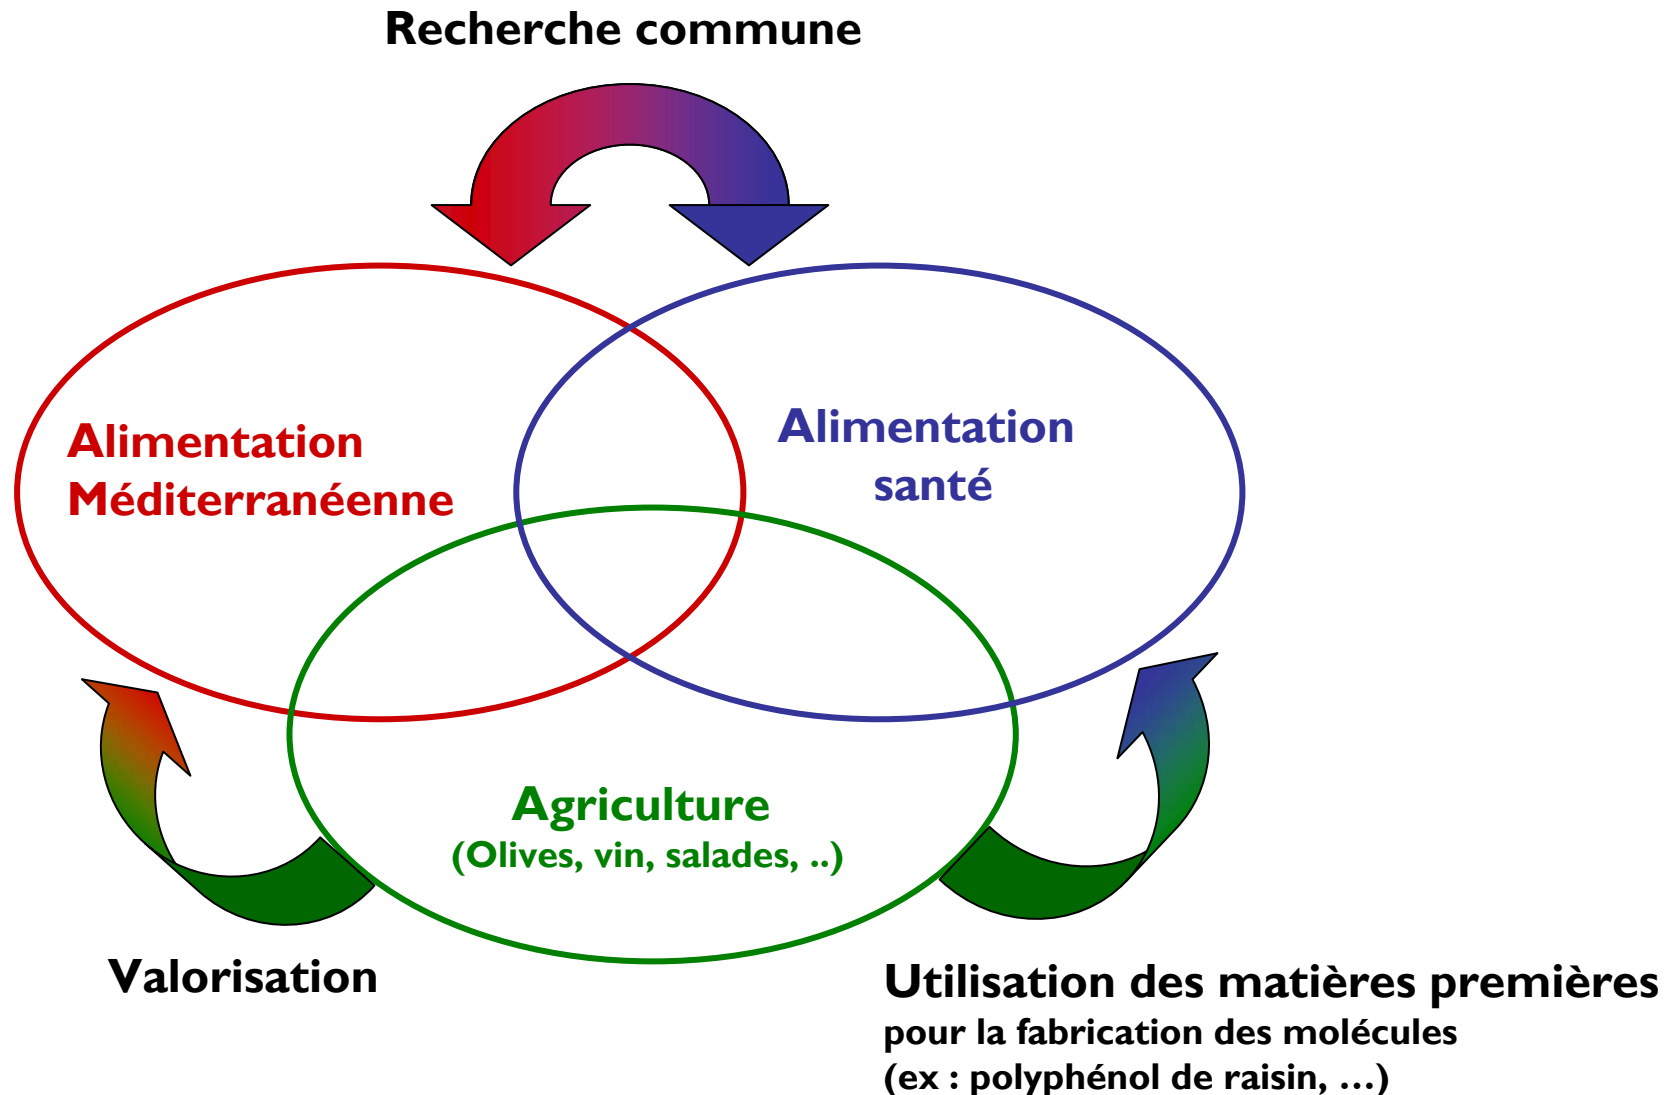 Recherche commune
Alimentation
Méditerranéenne
Alimentation
santé
Agriculture
(Olives, vin, salades, ..)
Valorisation
Utilisation des matières premières
pour la fabrication des molécules
(ex : polyphénol de raisin, …)